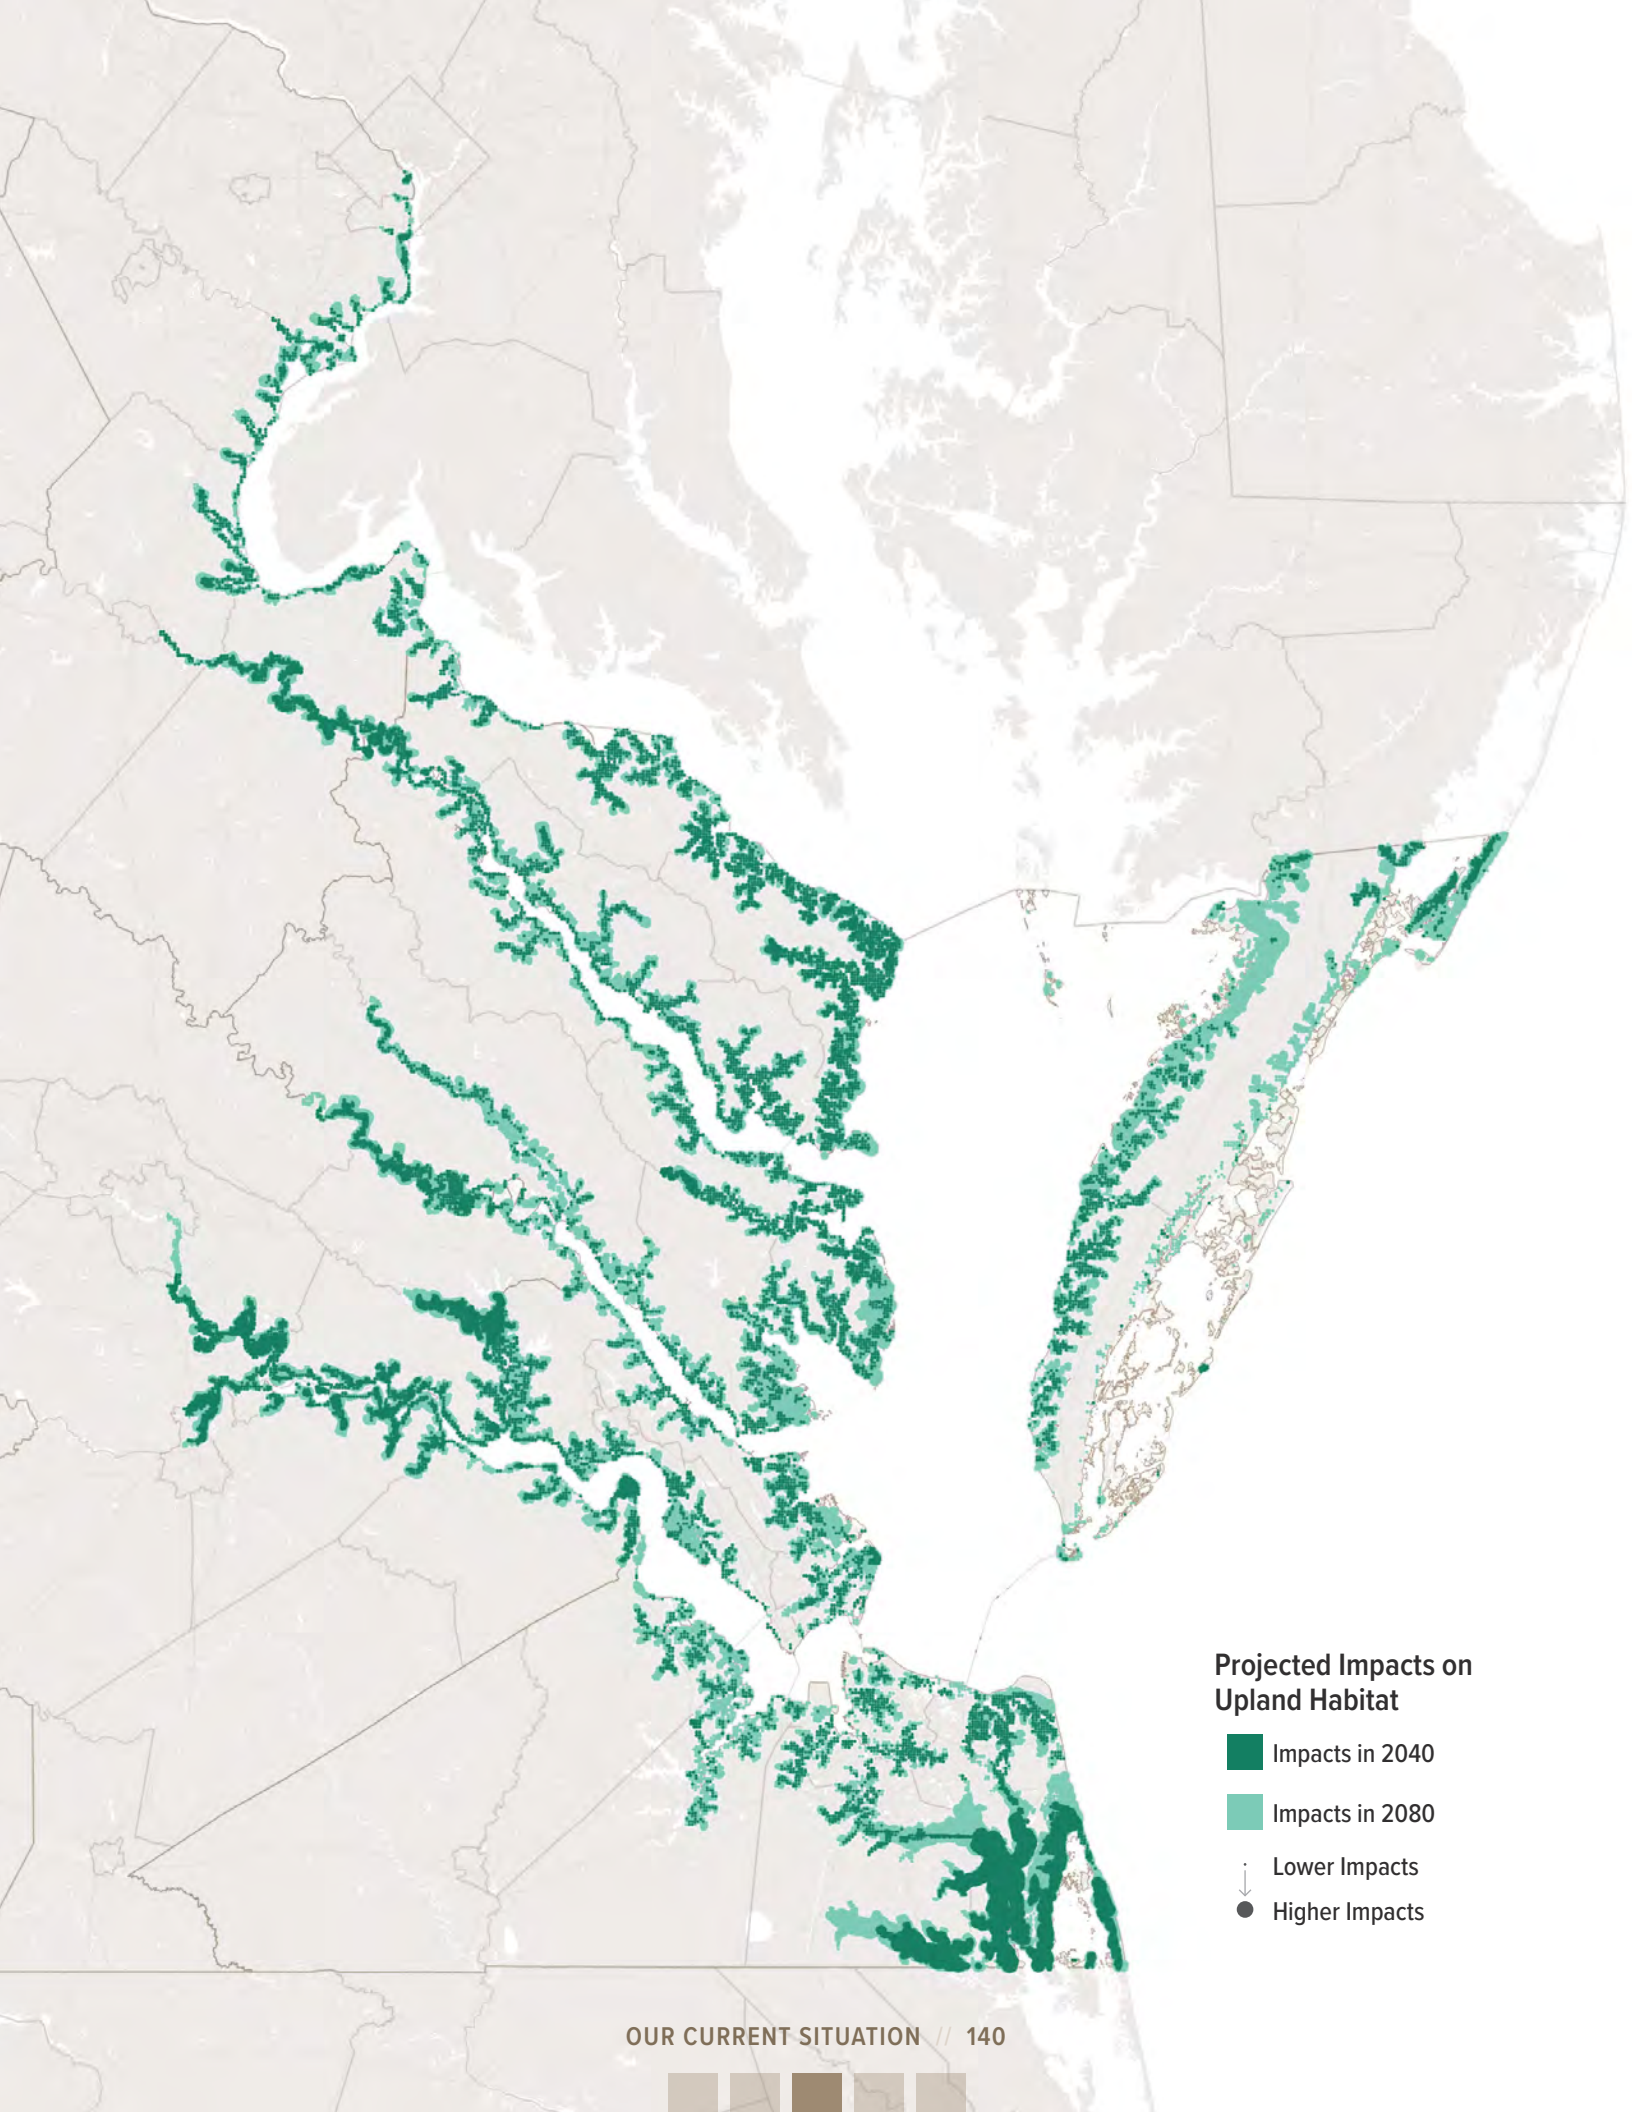 Projected Impacts on
Upland Habitat
Impacts in 2040
Impacts in 2080
Lower Impacts
Higher Impacts
OUR CURRENT SITUATION // 140